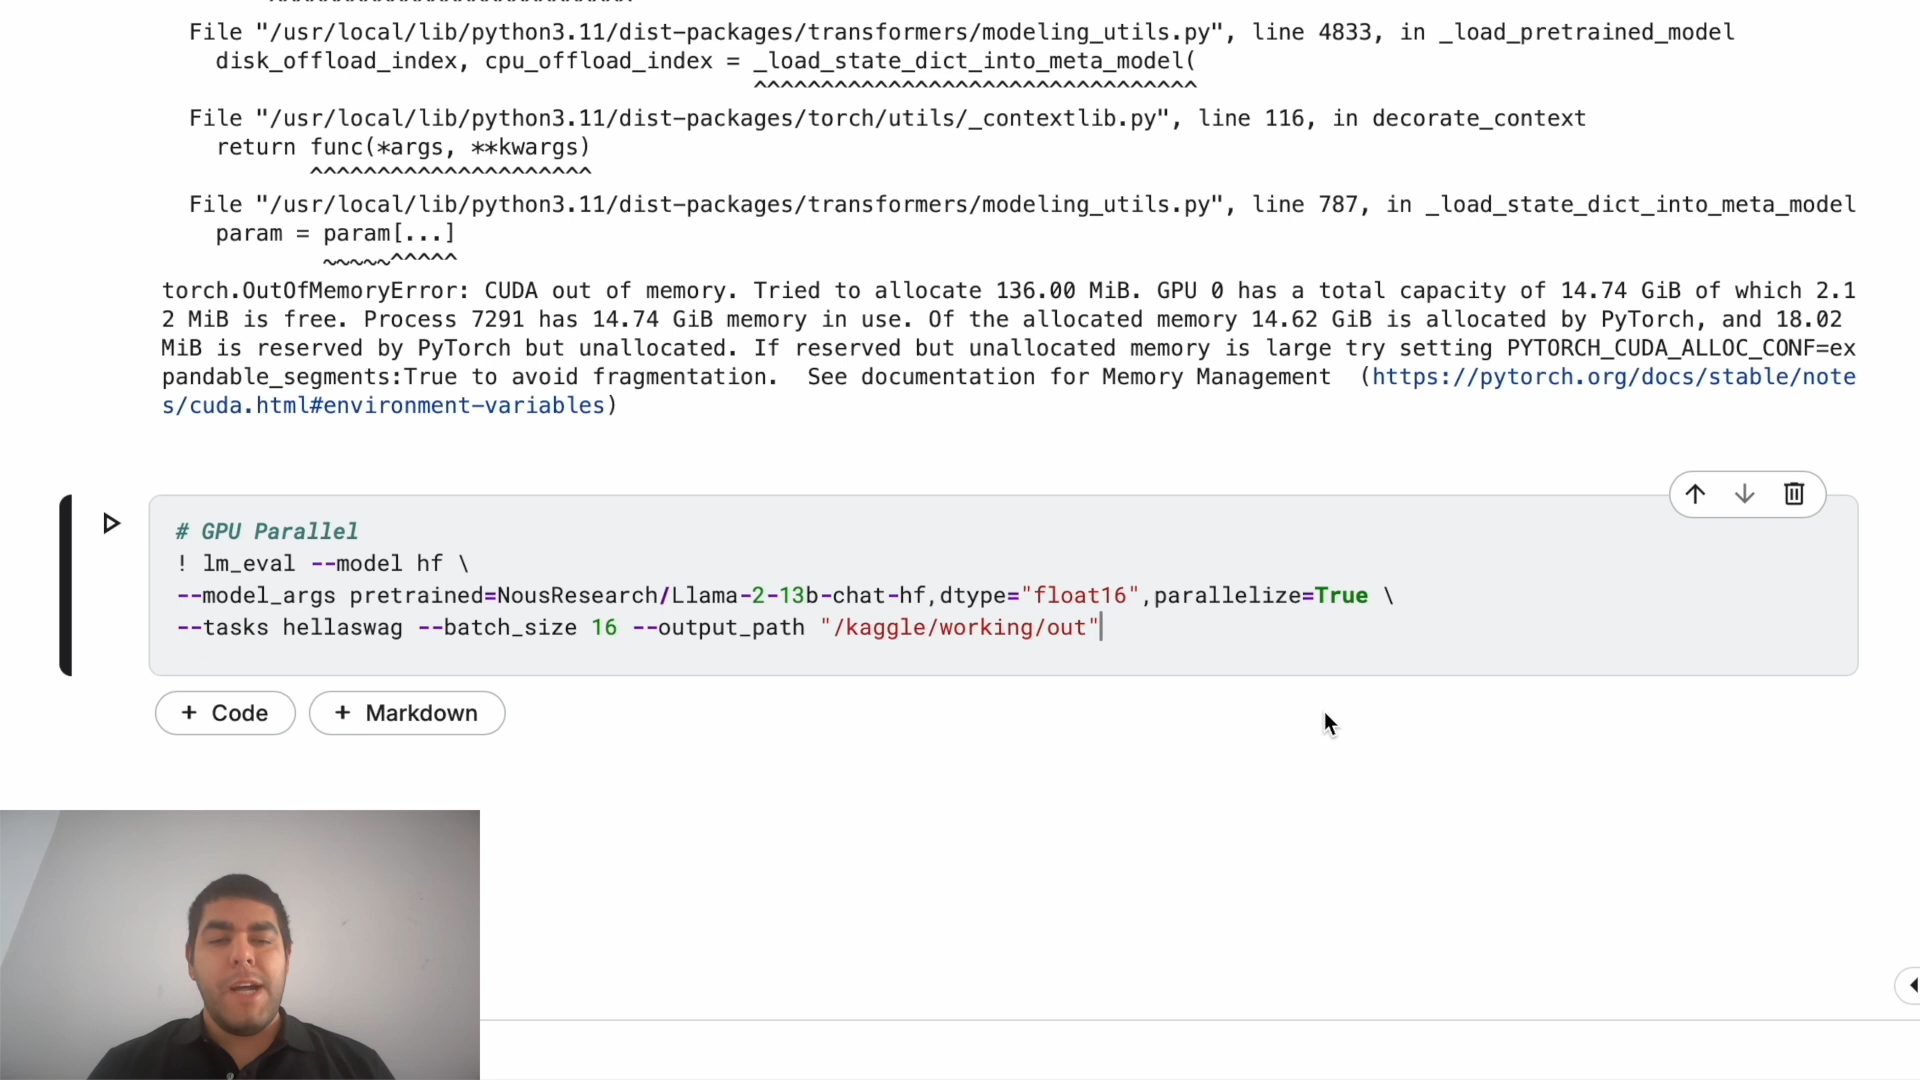 File "/usr/local/lib/python3.11/dist-packages/transformers/modeling_utils.py", line 4833, in _load_pretrained_model
disk_offload_index, cpu_offload_index = _load_state_dict_into_meta_model(
^^^^^^^^^^^^^^^^^^^^^^^^^^^^^^^^^
File "/usr/local/lib/python3.11/dist-packages/torch/utils/_contextlib.py", line 116, in decorate_context
return func(*args, **kwargs)
^^^^^^^^^^^^^^^^^^^^^
File "/usr/local/lib/python3.11/dist-packages/transformers/modeling_utils.py", line 787, in _load_state_dict_into_meta_model
param = param[...]
~~~~~^^^^^
torch.OutOfMemoryError: CUDA out of memory. Tried to allocate 136.00 MiB. GPU 0 has a total capacity of 14.74 GiB of which 2.1
2 MiB is free. Process 7291 has 14.74 GiB memory in use. Of the allocated memory 14.62 GiB is allocated by PyTorch, and 18.02
MiB is reserved by PyTorch but unallocated. If reserved but unallocated memory is large try setting PYTORCH_CUDA_ALLOC_CONF=ex
pandable_segments:True to avoid fragmentation.  See documentation for Memory Management  (https://pytorch.org/docs/stable/note
s/cuda.html#environment-variables)
# GPU Parallel
! lm_eval --model hf \
--model_args pretrained=NousResearch/Llama-2-13b-chat-hf,dtype="float16",parallelize=True \
--tasks hellaswag --batch_size 16 --output_path "/kaggle/working/out"
+ Code
+ Markdown